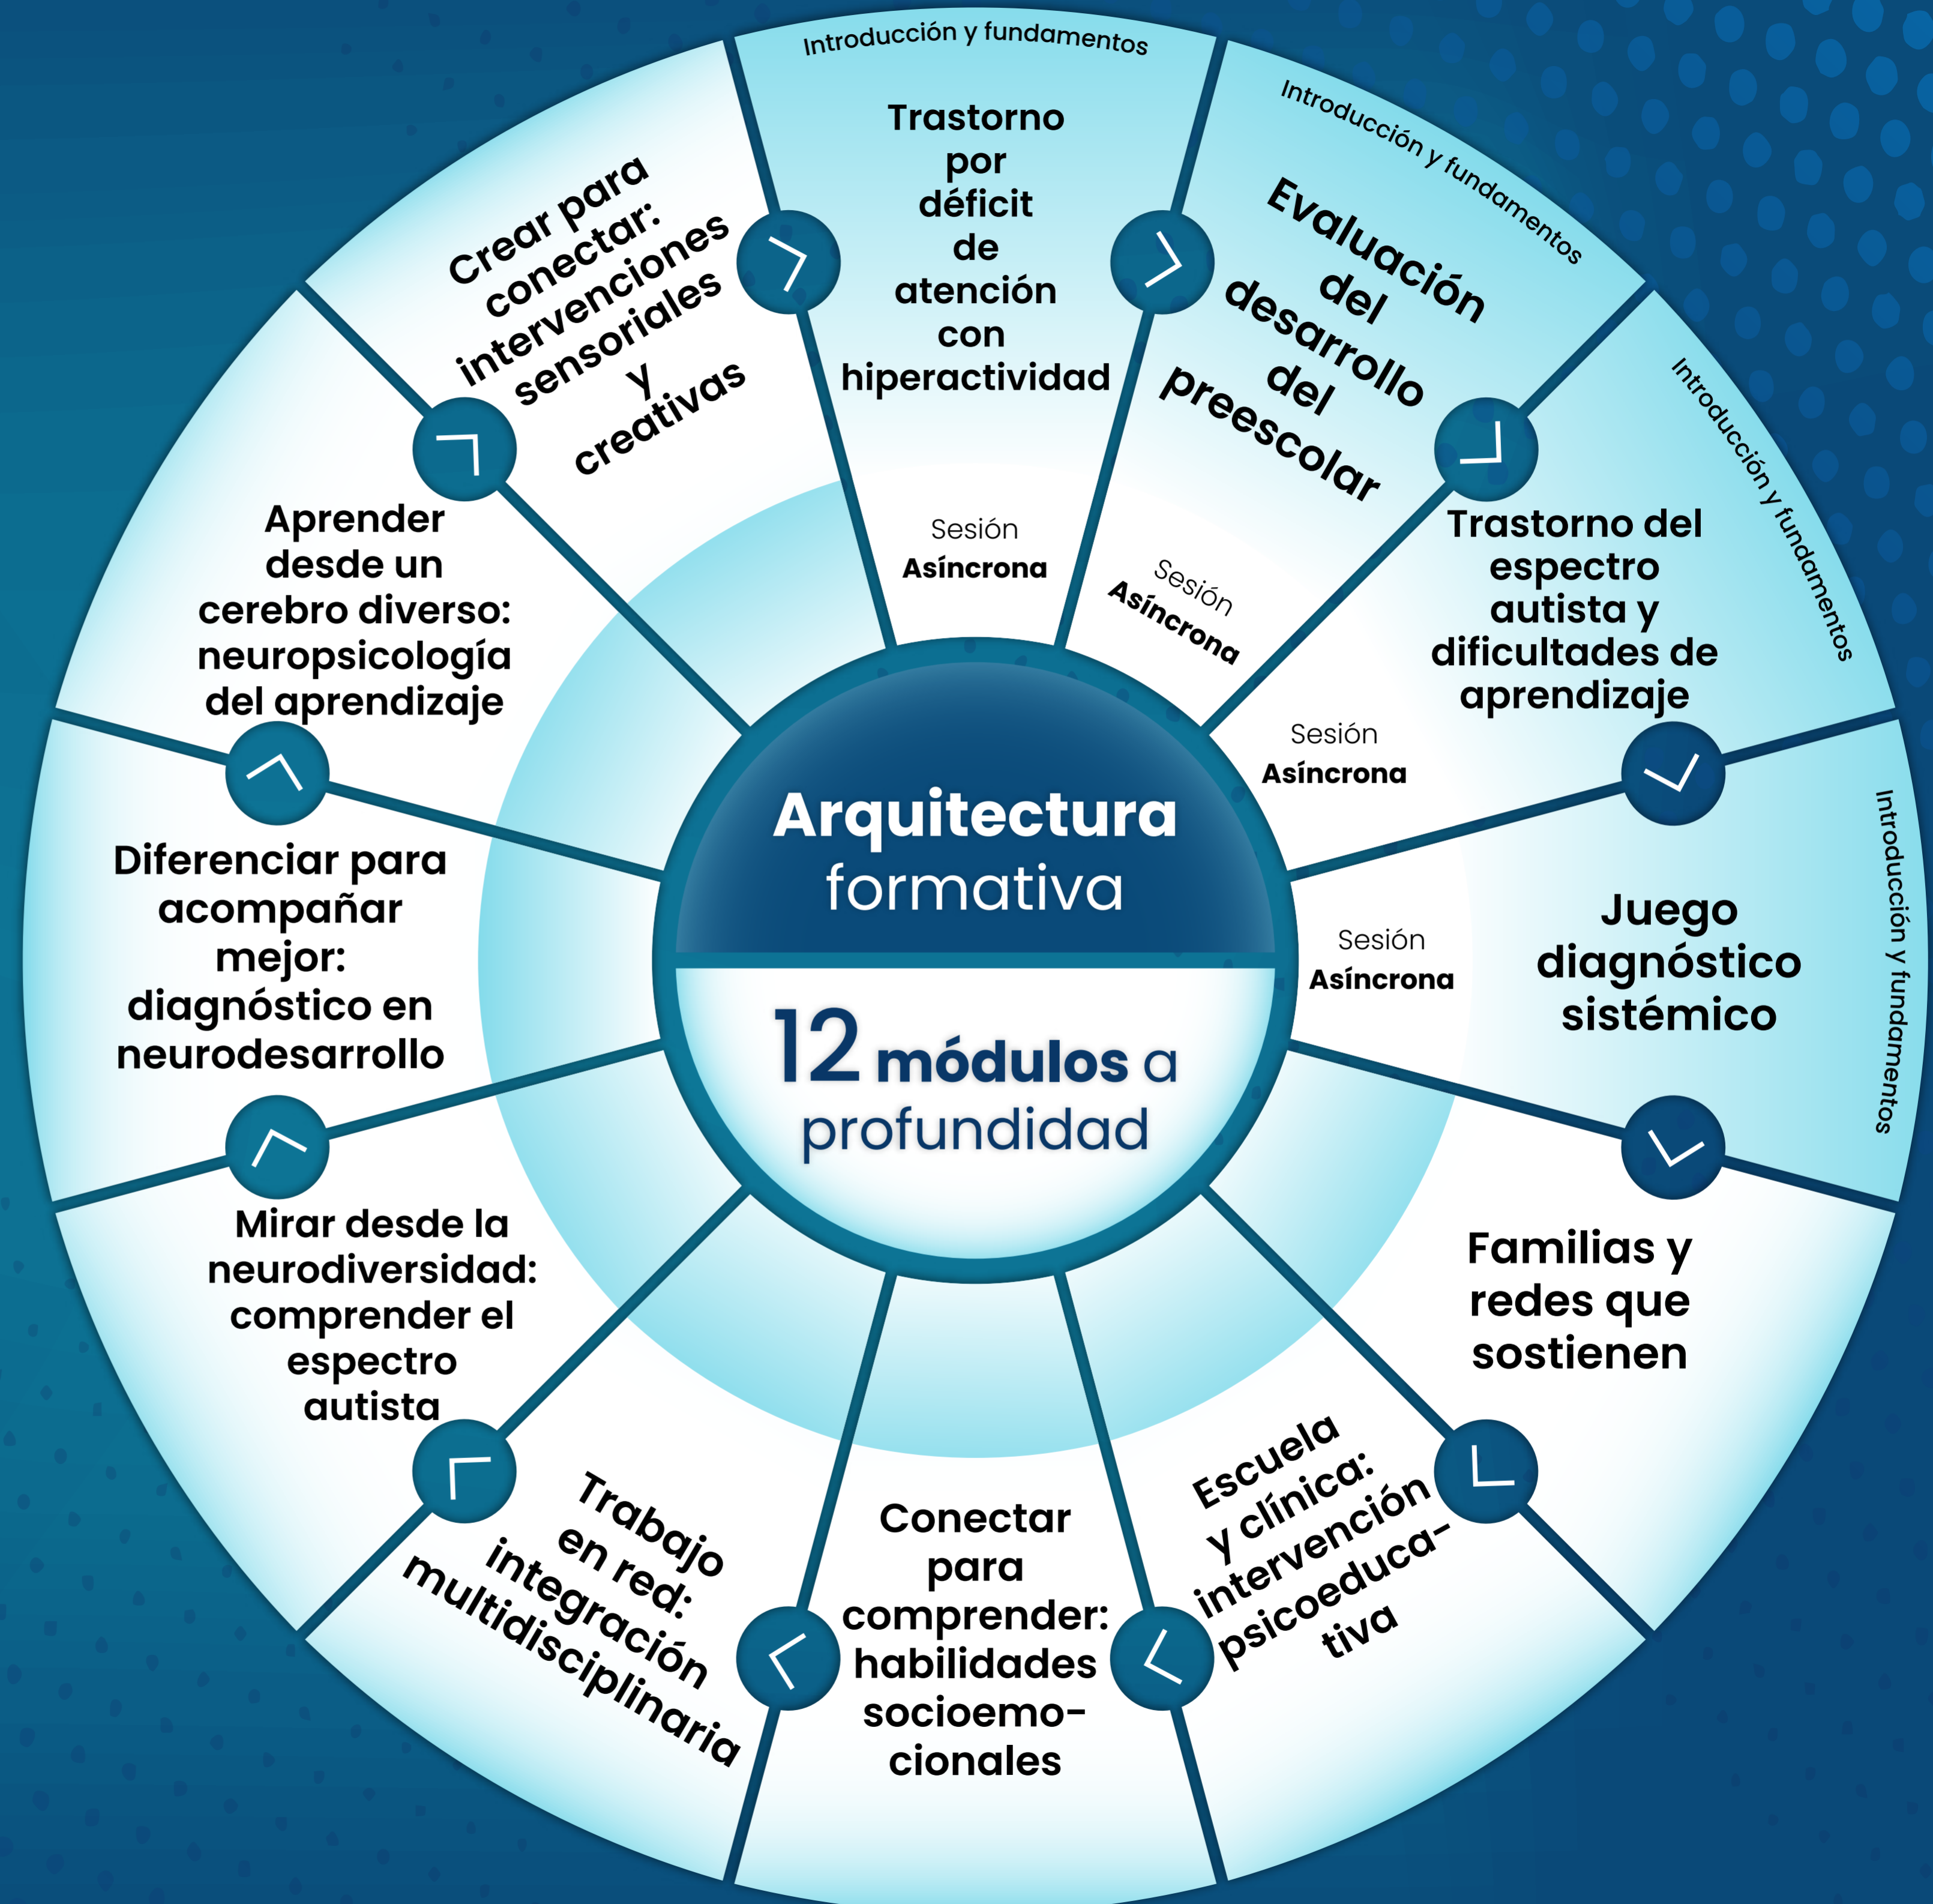 Introducción y fundamentos
Trastorno
por
déficit
de
atención
con
hiperactividad
Sesión
Asíncrona
Introducción y fundamentos
Evaluación
del
desarrollo
del
preescolar
Sesión
Asíncrona
Introducción y fundamentos
Trastorno del
espectro
autista y
dificultades de
aprendizaje
Sesión
Asíncrona
Introducción y fundamentos
Juego
diagnóstico
sistémico
Sesión
Asíncrona
Familias y
redes que
sostienen
Escuela
y clínica:
intervención
psicoeduca-
tiva
Conectar
para
comprender:
habilidades
socioemo-
cionales
Trabajo
en red:
integración
multidisciplinaria
Mirar desde la
neurodiversidad:
comprender el
espectro
autista
Diferenciar para
acompañar
mejor:
diagnóstico en
neurodesarrollo
Aprender
desde un
cerebro diverso:
neuropsicología
del aprendizaje
Crear para
conectar:
intervenciones
sensoriales
y
creativas
Arquitectura
formativa
12 módulos a
profundidad